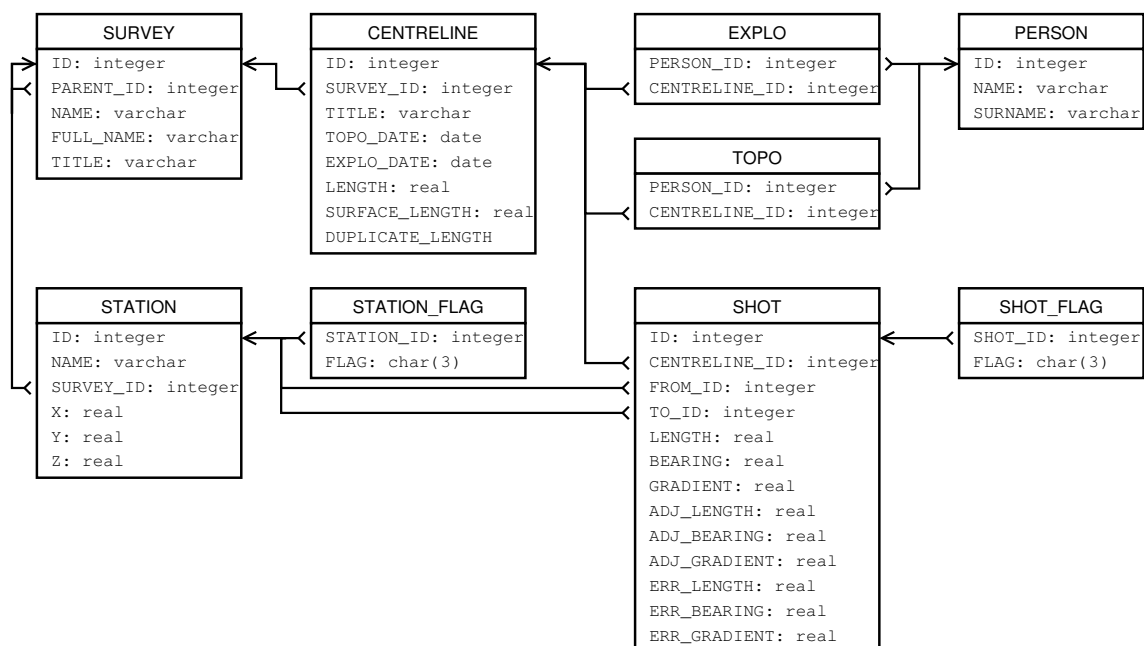 SURVEY
ID: integer
PARENT_ID: integer
NAME: varchar
FULL_NAME: varchar
TITLE: varchar
CENTRELINE
ID: integer
SURVEY_ID: integer
TITLE: varchar
TOPO_DATE: date
EXPLO_DATE: date
LENGTH: real
SURFACE_LENGTH: real
DUPLICATE_LENGTH
EXPLO
PERSON_ID: integer
CENTRELINE_ID: integer
PERSON
ID: integer
NAME: varchar
SURNAME: varchar
TOPO
PERSON_ID: integer
CENTRELINE_ID: integer
STATION
ID: integer
NAME: varchar
SURVEY_ID: integer
X: real
Y: real
Z: real
STATION_FLAG
STATION_ID: integer
FLAG: char(3)
SHOT
ID: integer
CENTRELINE_ID: integer
FROM_ID: integer
TO_ID: integer
LENGTH: real
BEARING: real
GRADIENT: real
ADJ_LENGTH: real
ADJ_BEARING: real
ADJ_GRADIENT: real
ERR_LENGTH: real
ERR_BEARING: real
ERR_GRADIENT: real
SHOT_FLAG
SHOT_ID: integer
FLAG: char(3)